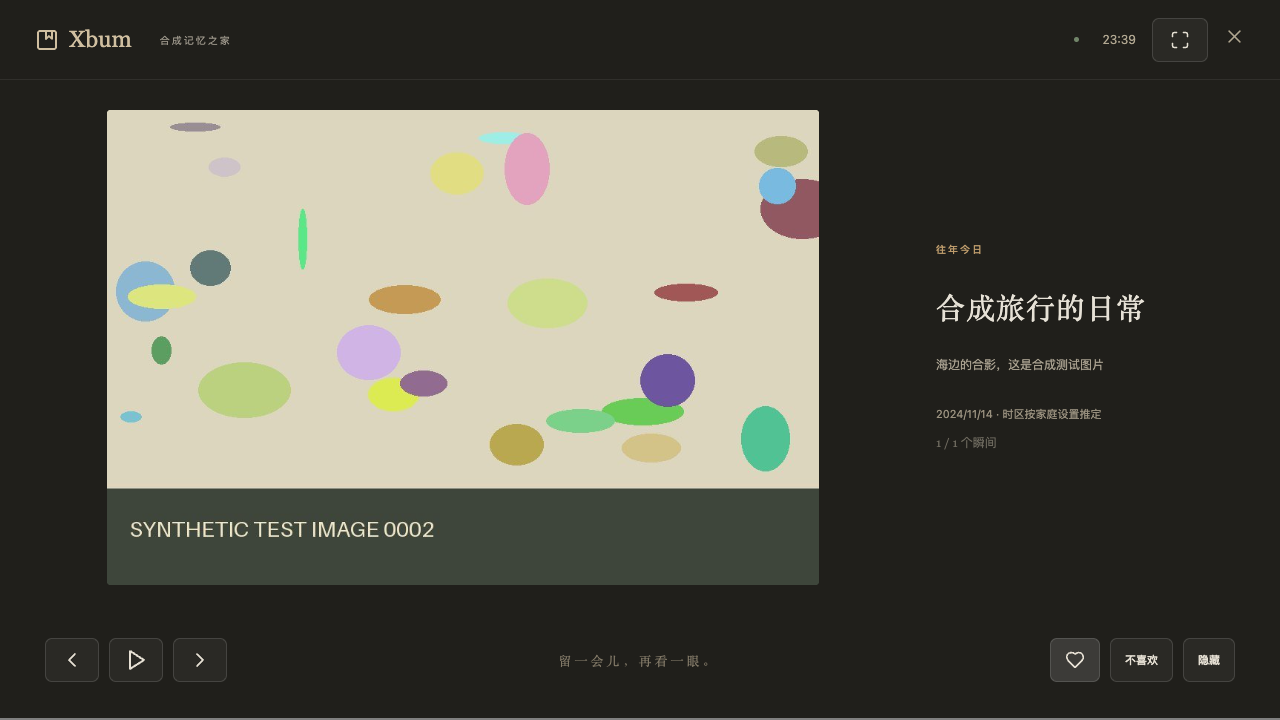 Xbum
合成记忆之家
23:39
SYNTHETIC TEST IMAGE 0002
往年今日
合成旅行的日常
海边的合影，这是合成测试图片
2024/11/14 · 时区按家庭设置推定
1 / 1 个瞬间
留一会儿，再看一眼。
不喜欢
隐藏